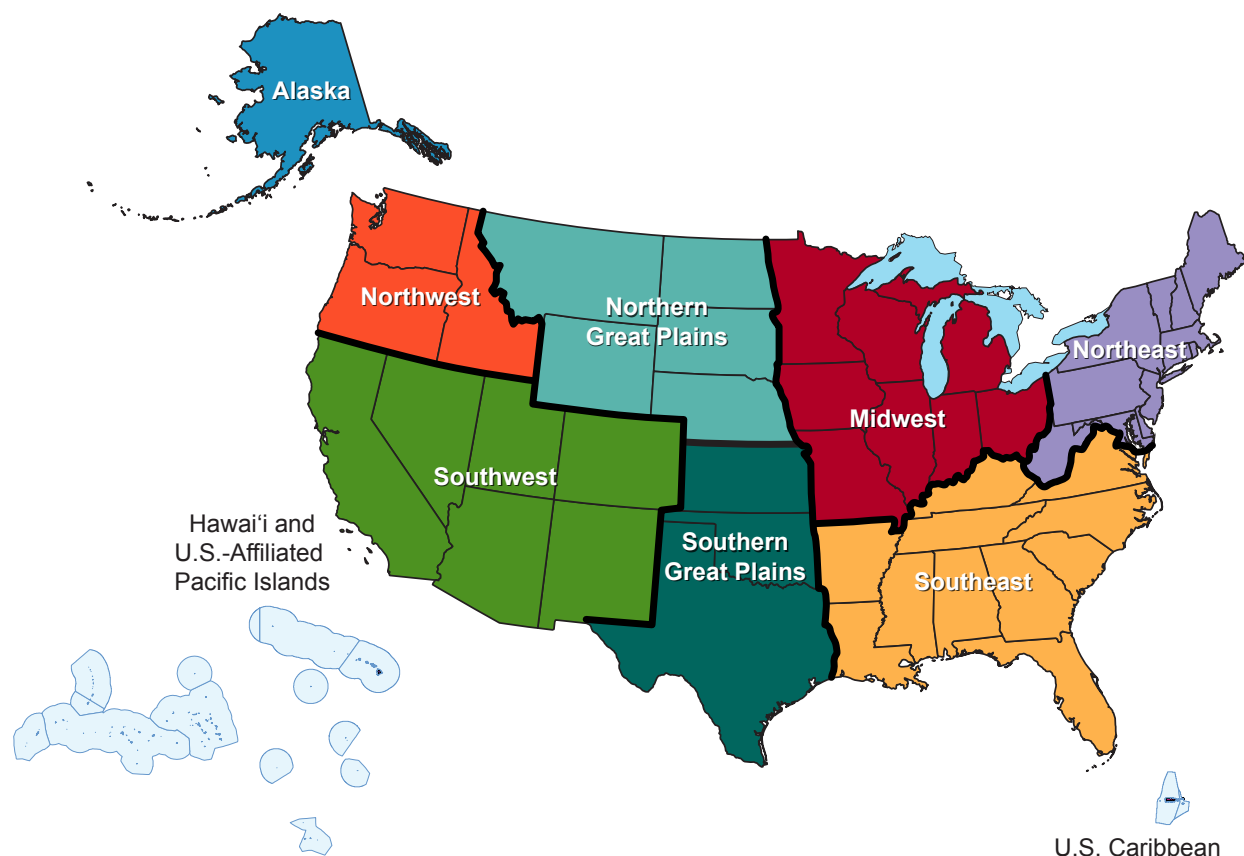 Alaska
Northwest
Northern
Great Plains
Northeast
Midwest
Southwest
Hawai‘i and
U.S.-Affiliated
Pacific Islands
Southern
Great Plains
Southeast
U.S. Caribbean